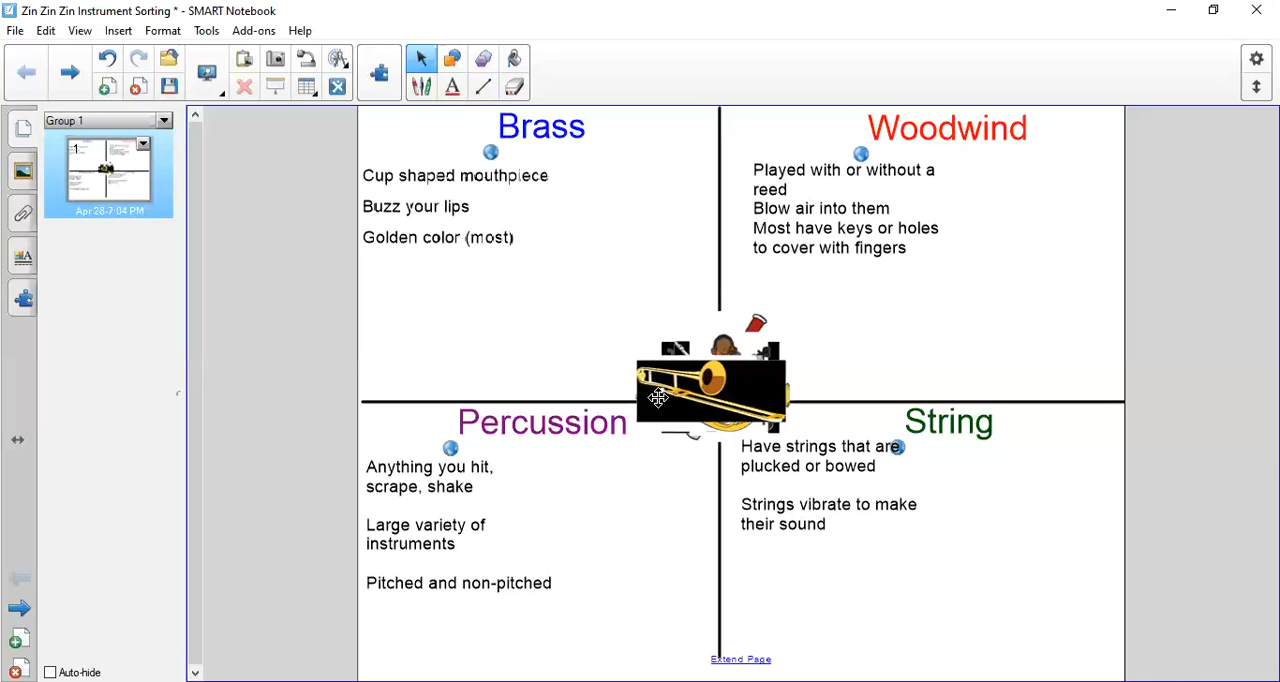 Zin Zin Zin Instrument Sorting * - SMART Notebook
File Edit View Insert Format Tools Add-ons Help
Group 1
1
Apr 28-7:04 PM
Auto-hide
Brass
Cup shaped mouthpiece
Buzz your lips
Golden color (most)
Woodwind
Played with or without a
reed
Blow air into them
Most have keys or holes
to cover with fingers
Percussion
Anything you hit,
scrape, shake
Large variety of
instruments
Pitched and non-pitched
String
Have strings that are
plucked or bowed
Strings vibrate to make
their sound
Extend Page